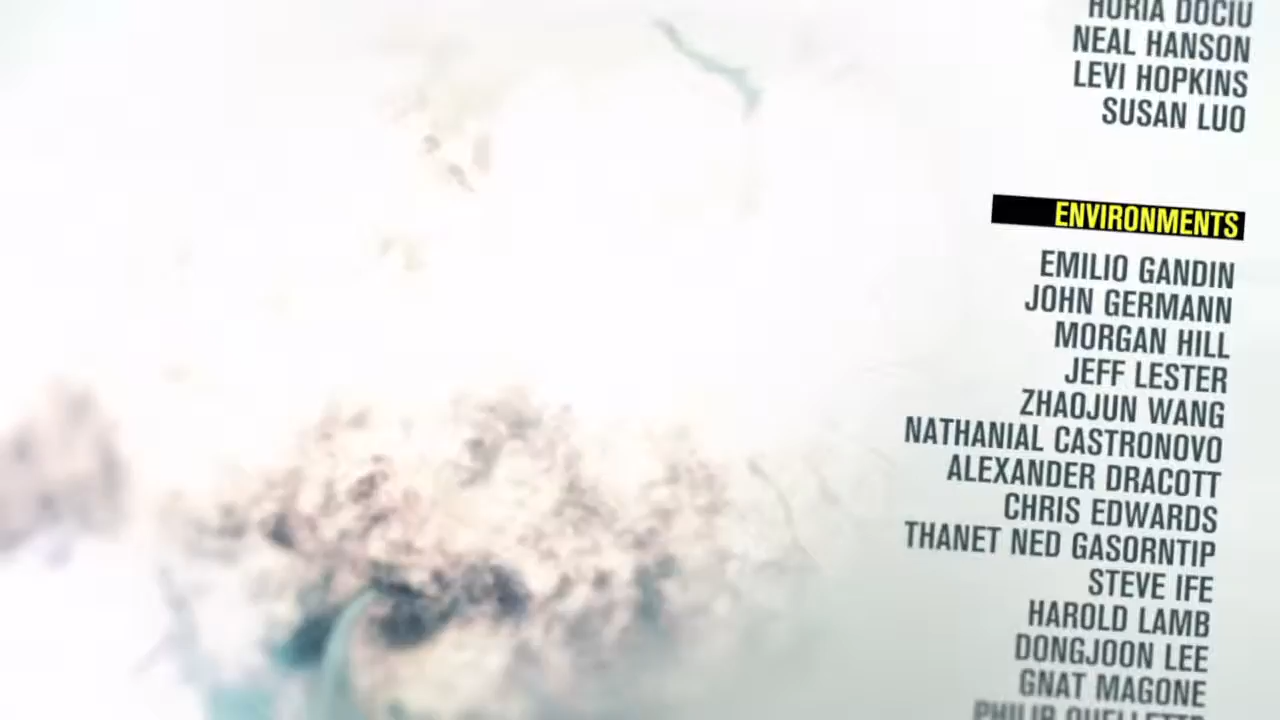 HORIA DOCIU
NEAL HANSON
LEVI HOPKINS
SUSAN LUO
ENVIRONMENTS
EMILIO GANDIN
JOHN GERMANN
MORGAN HILL
JEFF LESTER
ZHAOJUN WANG
NATHANIAL CASTRONOVO
ALEXANDER DRACOTT
CHRIS EDWARDS
THANET NED GASORNTIP
STEVE IFE
HAROLD LAMB
DONGJOON LEE
GNAT MAGONE
PHILIP